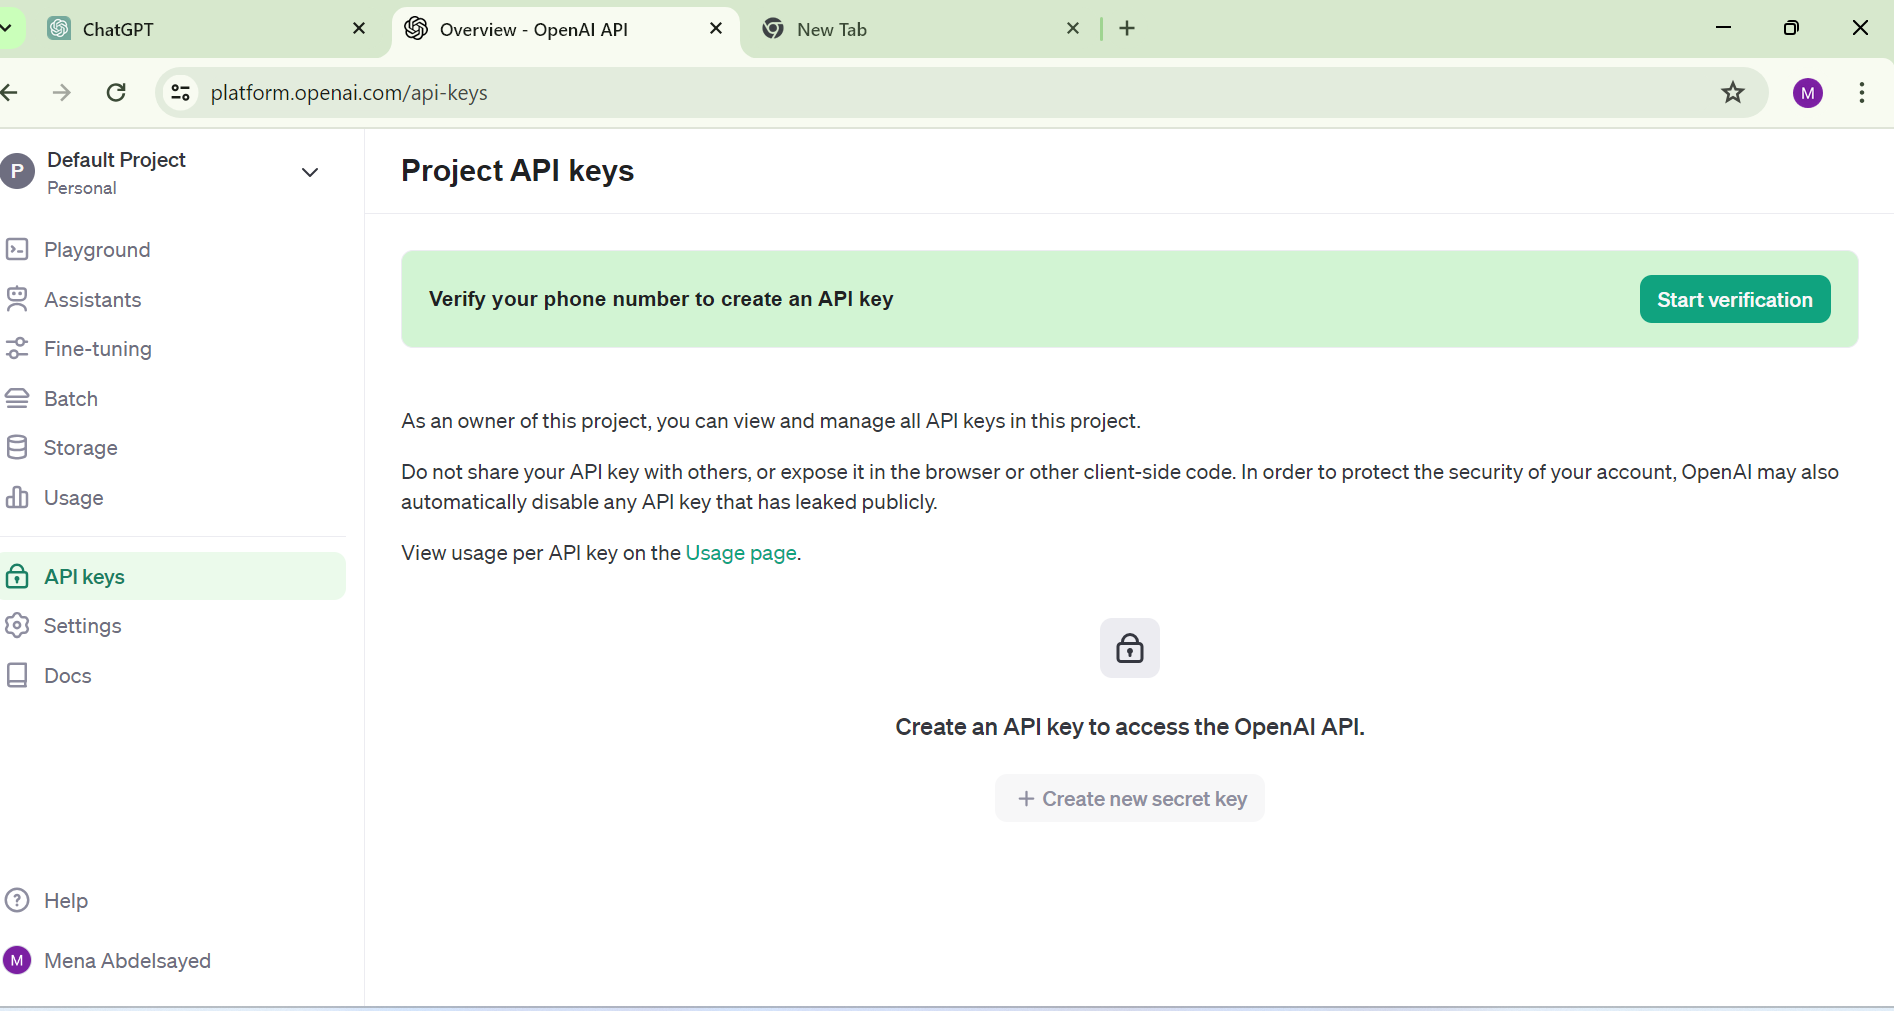 ChatGPT
Overview - OpenAI API
New Tab
platform.openai.com/api-keys
P
Default Project
Personal
Playground
Assistants
Fine-tuning
Batch
Storage
Usage
API keys
Settings
Docs
Help
M
Mena Abdelsayed
M
Project API keys
Verify your phone number to create an API key
Start verification
As an owner of this project, you can view and manage all API keys in this project.
Do not share your API key with others, or expose it in the browser or other client-side code. In order to protect the security of your account, OpenAI may also
automatically disable any API key that has leaked publicly.
View usage per API key on the Usage page.
Create an API key to access the OpenAI API.
+ Create new secret key